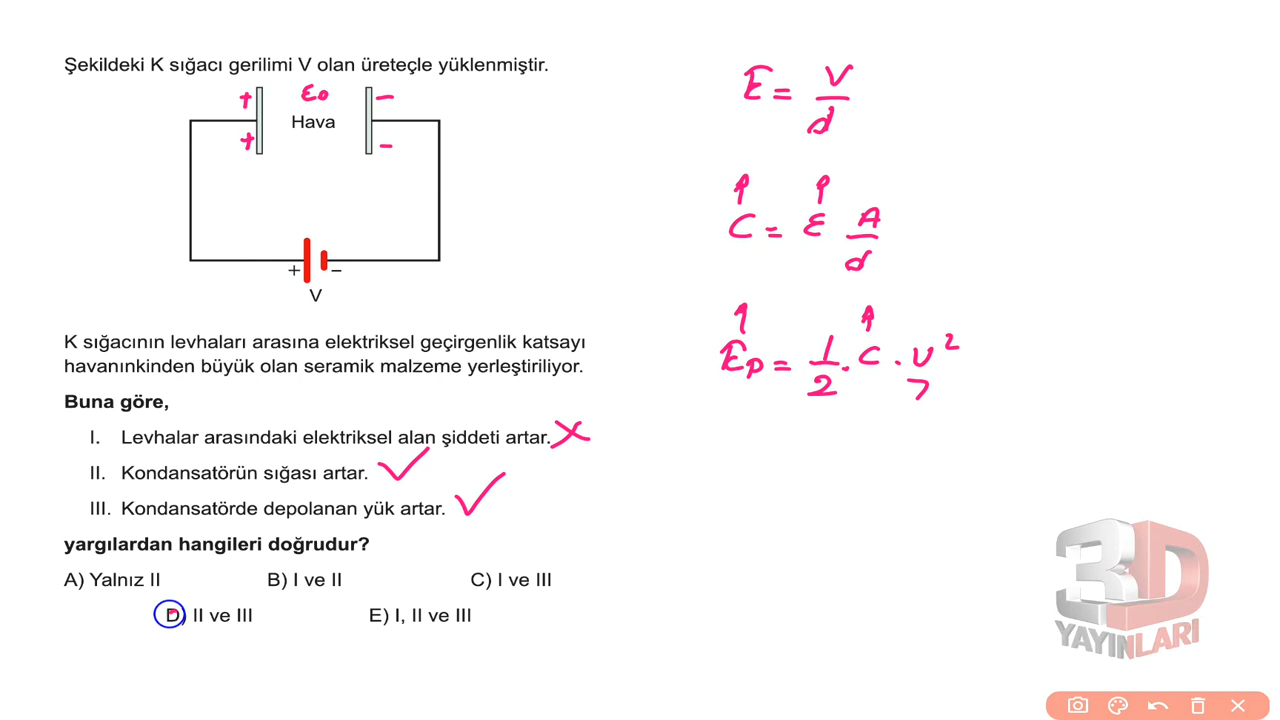 Şekildeki K sığacı gerilimi V olan üreteçle yüklenmiştir.
+ ε₀ −
Hava
+ −
+ −
V
K sığacının levhaları arasına elektriksel geçirgenlik katsayı
havanınkinden büyük olan seramik malzeme yerleştiriliyor.
Buna göre,
I. Levhalar arasındaki elektriksel alan şiddeti artar.
II. Kondansatörün sığası artar.
III. Kondansatörde depolanan yük artar.
yargılardan hangileri doğrudur?
A) Yalnız II B) I ve II C) I ve III
D) II ve III E) I, II ve III
E = V/d
↑ ↑
C = ε A/d
↑ ↑
Ep = 1/2 . C . V²
3D
YAYINLARI